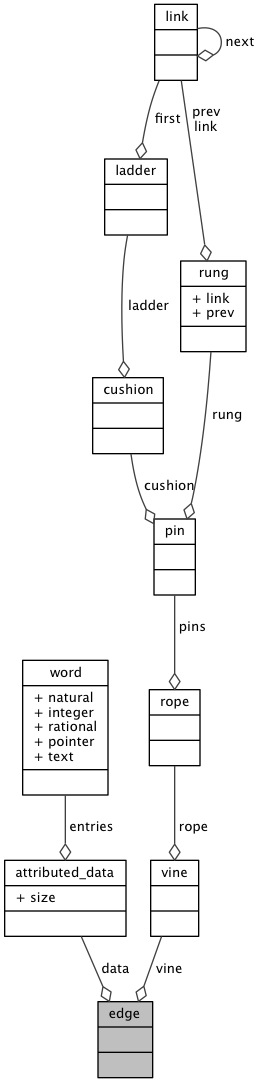 link
next
first
prev
link
ladder
rung
+ link
+ prev
ladder
cushion
rung
cushion
pin
pins
word
+ natural
+ integer
+ rational
+ pointer
+ text
rope
entries
rope
attributed_data
+ size
vine
data
vine
edge